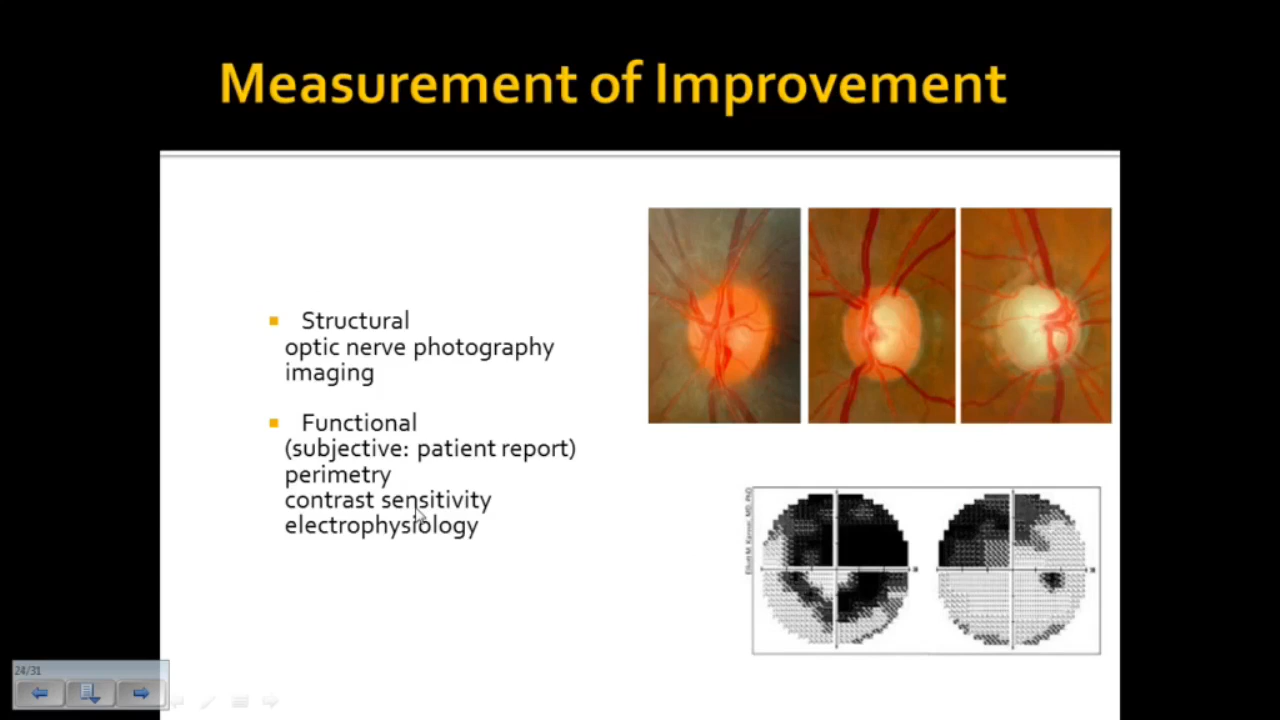 Measurement of Improvement
Structural
optic nerve photography
imaging
Functional
(subjective: patient report)
perimetry
contrast sensitivity
electrophysiology
24/31